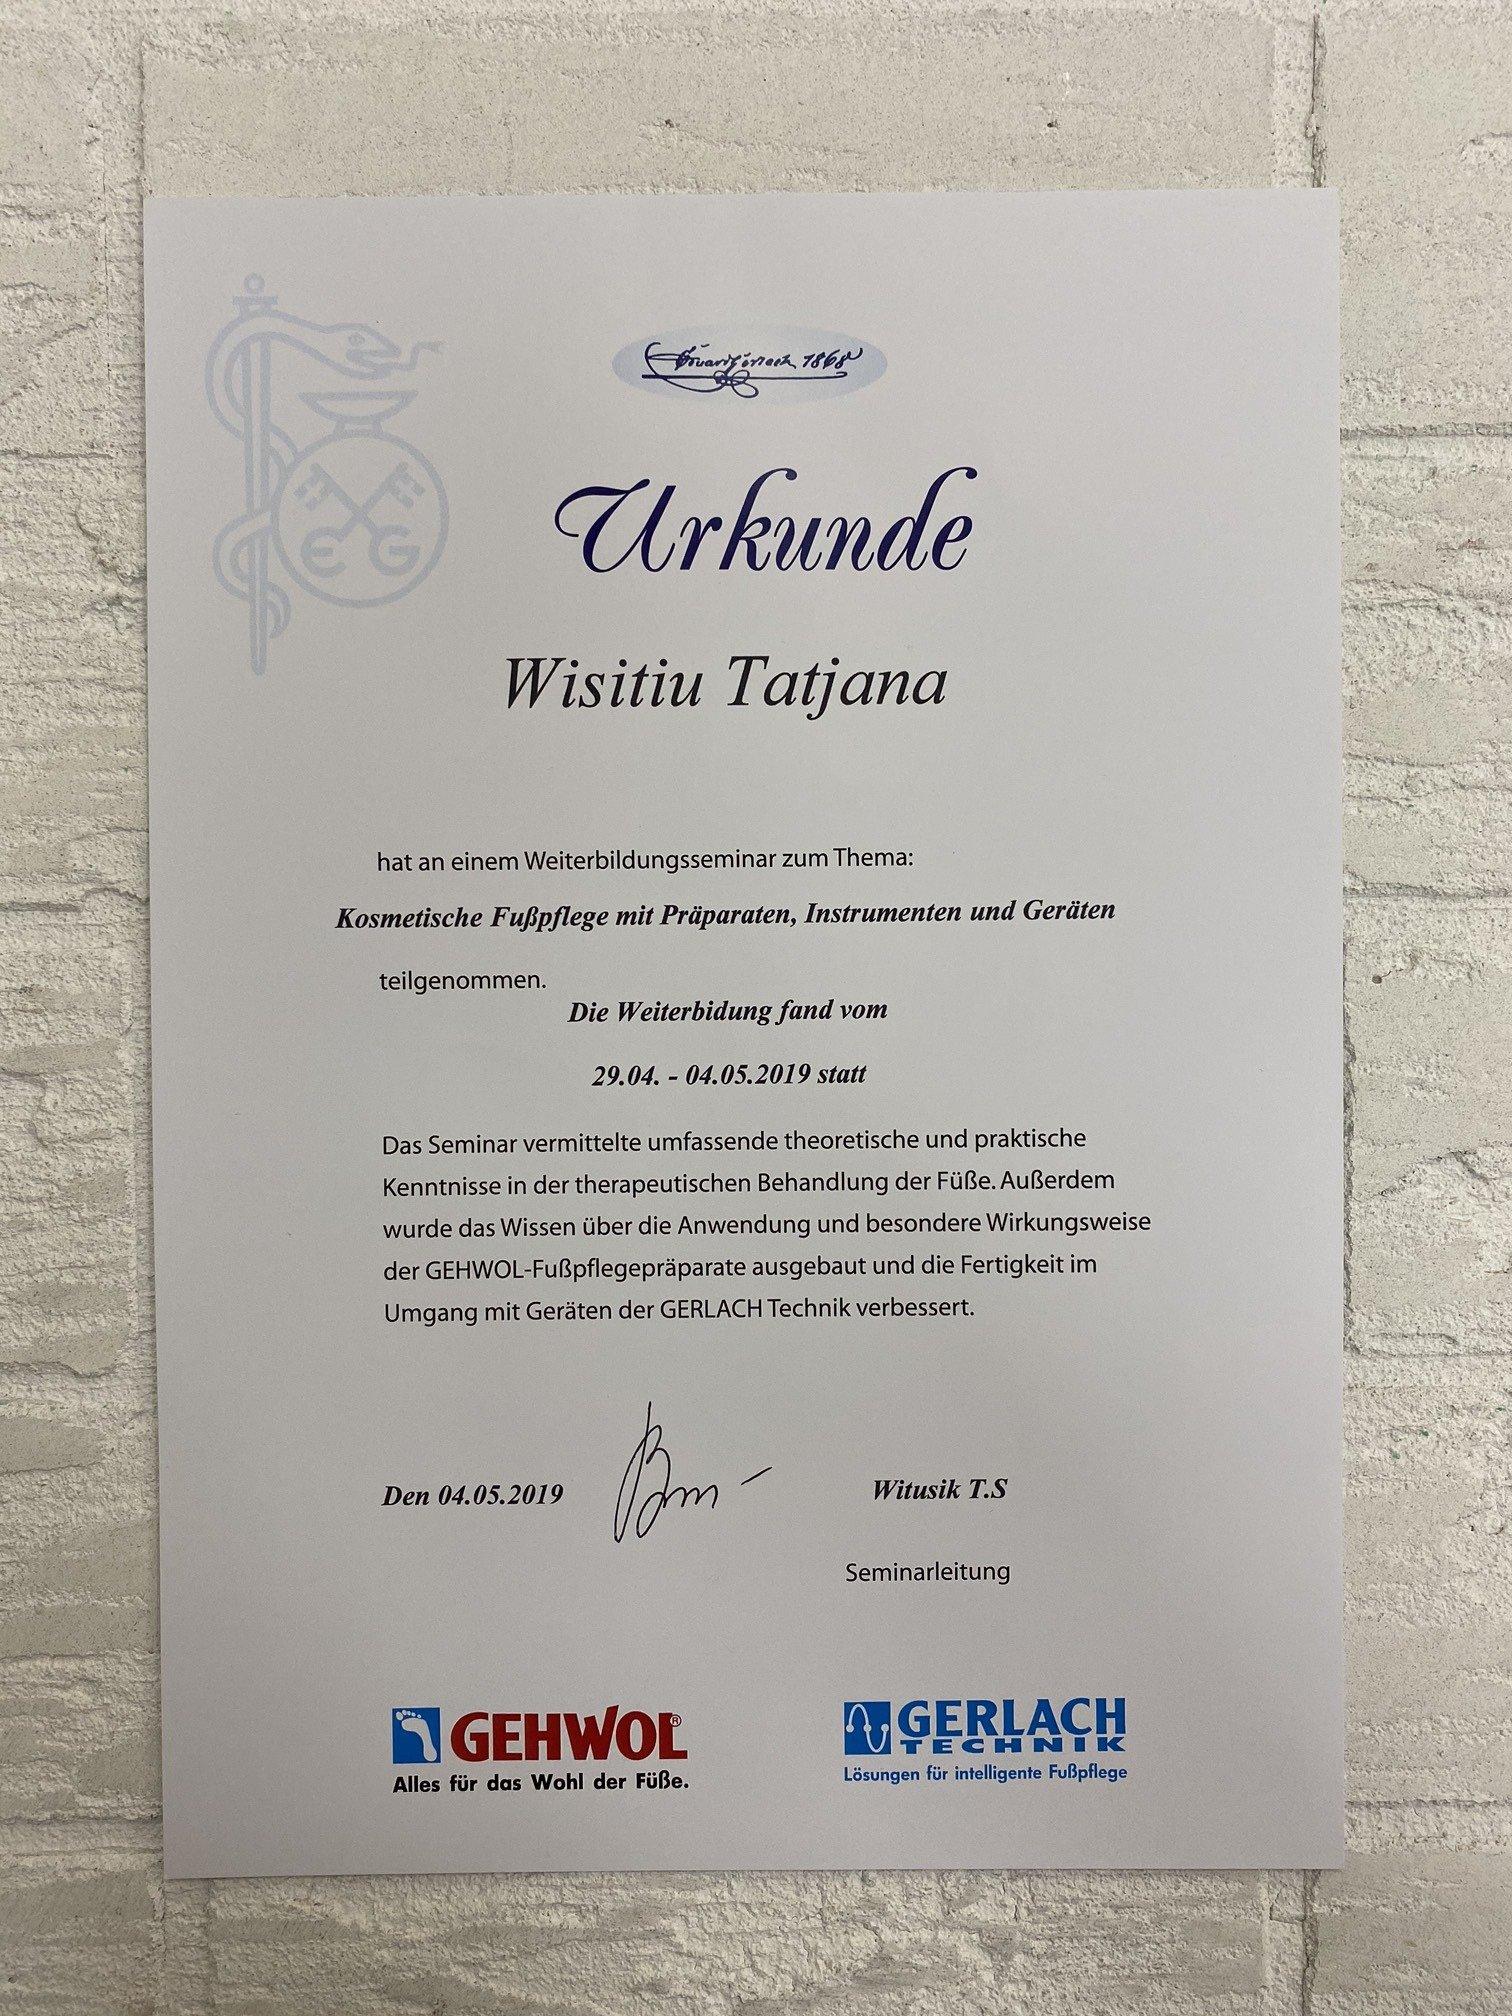 Eduard Gerlach 1868
EG
Urkunde
Wisitiu Tatjana
hat an einem Weiterbildungsseminar zum Thema:
Kosmetische Fußpflege mit Präparaten, Instrumenten und Geräten
teilgenommen.
Die Weiterbidung fand vom
29.04. - 04.05.2019 statt
Das Seminar vermittelte umfassende theoretische und praktische
Kenntnisse in der therapeutischen Behandlung der Füße. Außerdem
wurde das Wissen über die Anwendung und besondere Wirkungsweise
der GEHWOL-Fußpflegepräparate ausgebaut und die Fertigkeit im
Umgang mit Geräten der GERLACH Technik verbessert.
Den 04.05.2019
Witusik T.S
Seminarleitung
GEHWOL®
Alles für das Wohl der Füße.
GERLACH
TECHNIK
Lösungen für intelligente Fußpflege